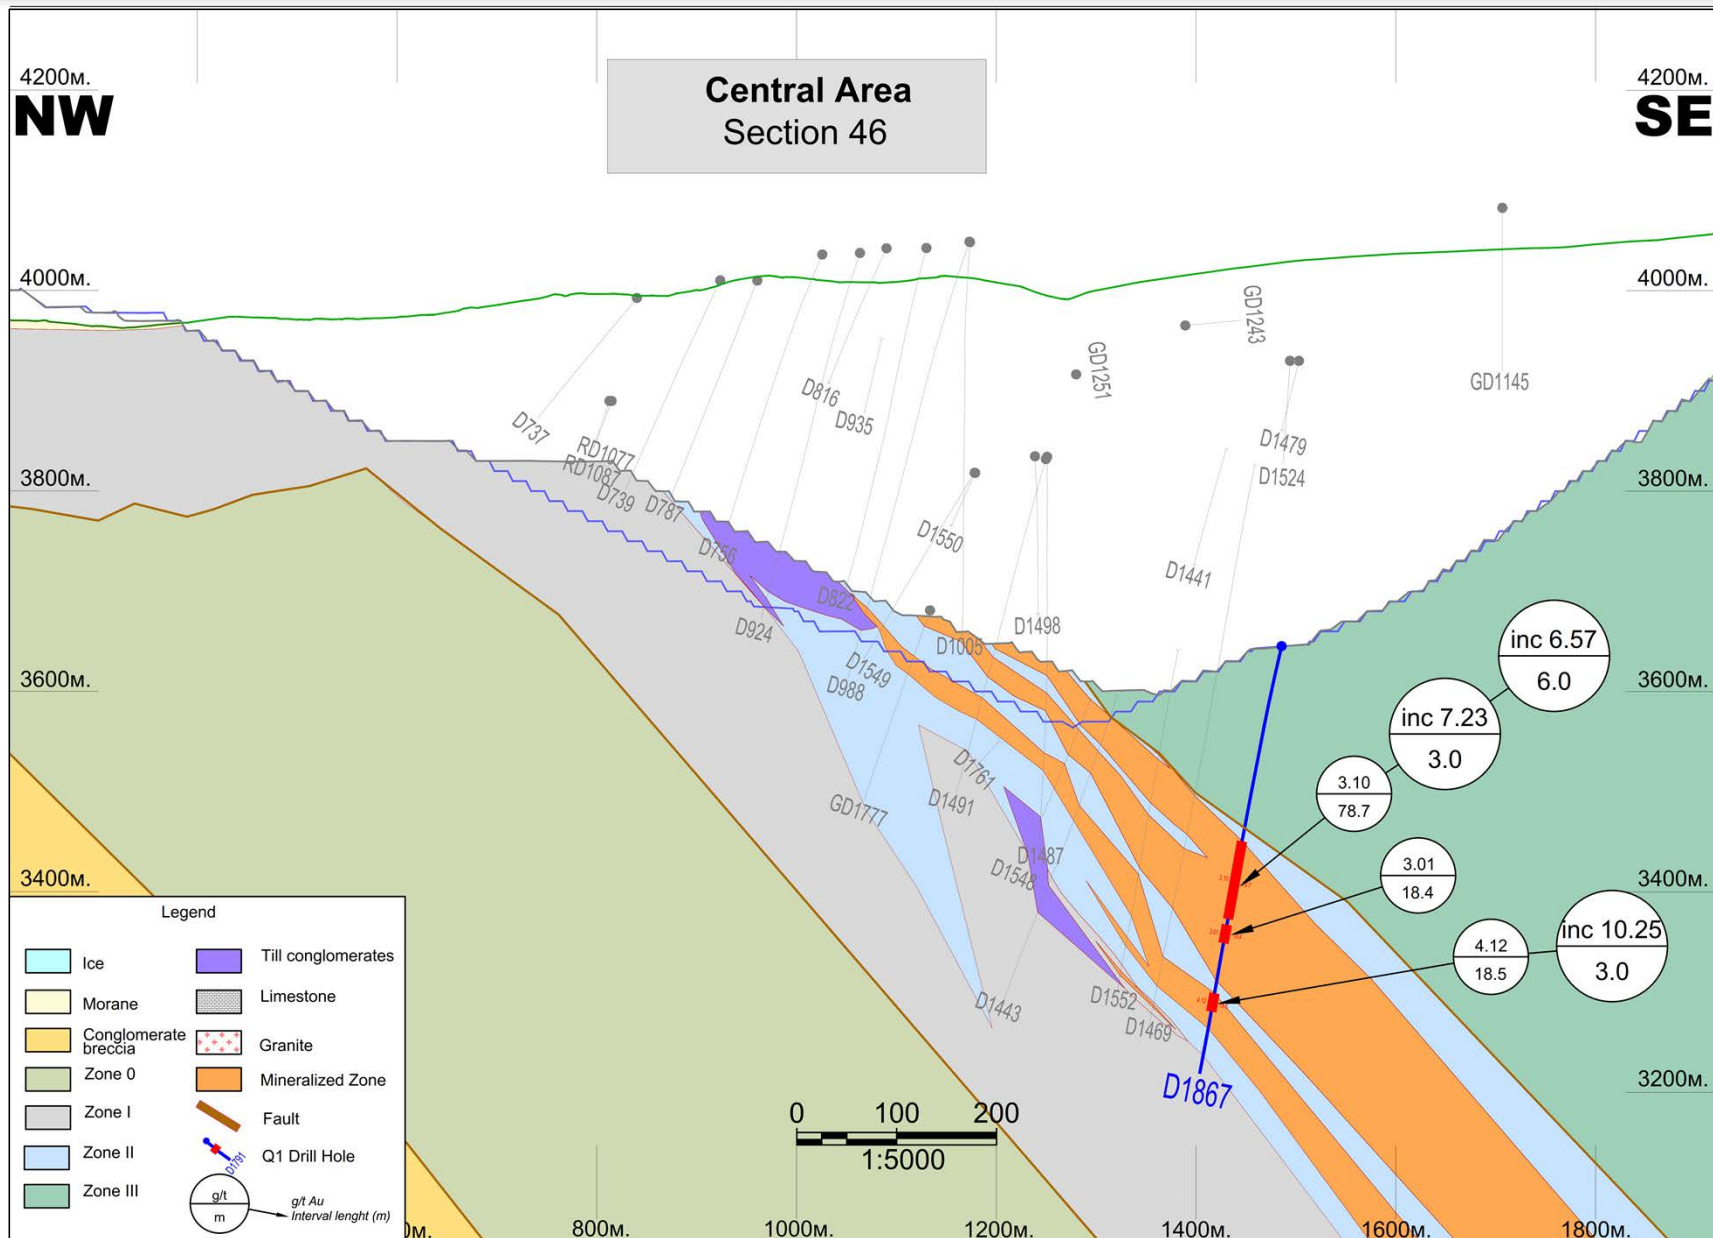 Central Area
Section 46
4200м.
4200м.
NW
SE
4000м.
4000м.
3800м.
3800м.
3600м.
3600м.
3400м.
3400м.
3200м.
GD1243
GD1251
GD1145
D816
D935
D737
RD1077
RD1087
D739
D787
D1479
D1524
D1550
D756
D1441
D822
D924
D1498
D1005
D1549
D988
D1761
D1491
GD1777
D1487
D1548
D1443
D1552
D1469
D1867
inc 6.57
6.0
inc 7.23
3.0
3.10
78.7
3.01
18.4
4.12
18.5
inc 10.25
3.0
0 100 200
1:5000
800м.
1000м.
1200м.
1400м.
1600м.
1800м.
Legend
Ice
Morane
Conglomerate
breccia
Zone 0
Zone I
Zone II
Zone III
Till conglomerates
Limestone
Granite
Mineralized Zone
Fault
Q1 Drill Hole
D1791
g/t
m
g/t Au
Interval lenght (m)